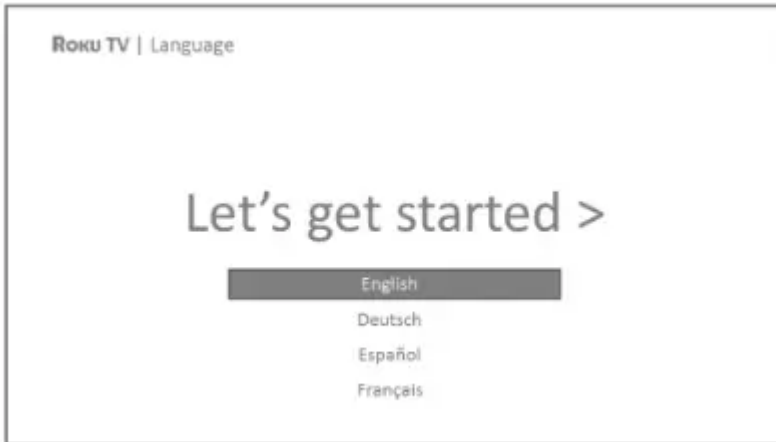 ROKU TV | Language
Let's get started >
English
Deutsch
Español
Français